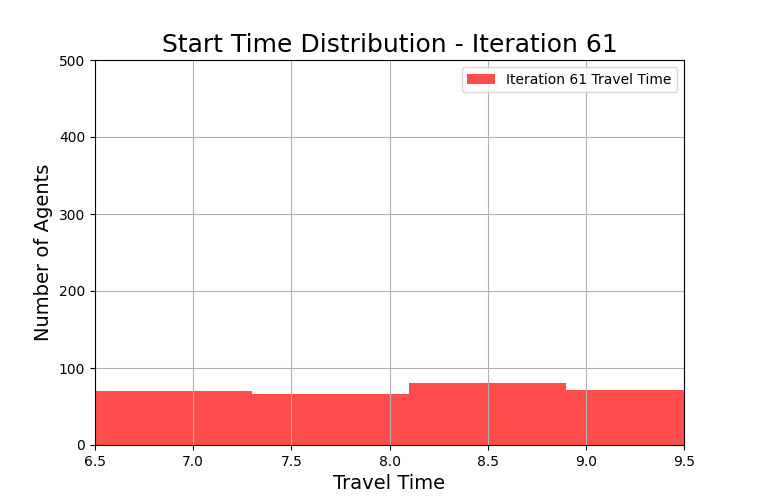 Start Time Distribution - Iteration 61
Iteration 61 Travel Time
Number of Agents
500
400
300
200
100
0
6.5 7.0 7.5 8.0 8.5 9.0 9.5
Travel Time